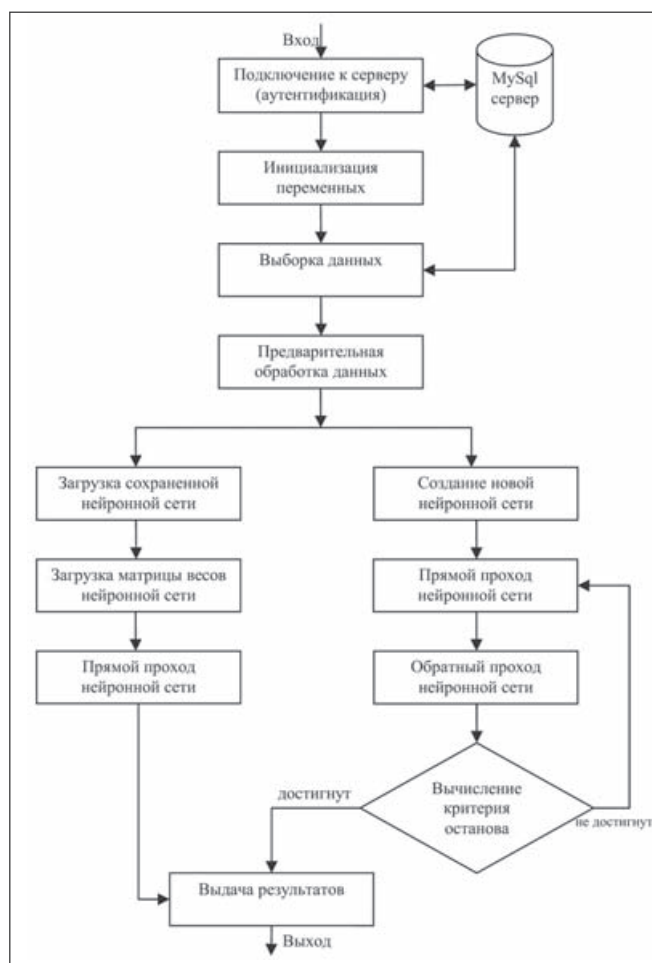 Вход
Подключение к серверу
(аутентификация)
MySql
сервер
Инициализация
переменных
Выборка данных
Предварительная
обработка данных
Загрузка сохраненной
нейронной сети
Создание новой
нейронной сети
Загрузка матрицы весов
нейронной сети
Прямой проход
нейронной сети
Прямой проход
нейронной сети
Обратный проход
нейронной сети
Вычисление
критерия
останова
достигнут
не достигнут
Выдача результатов
Выход